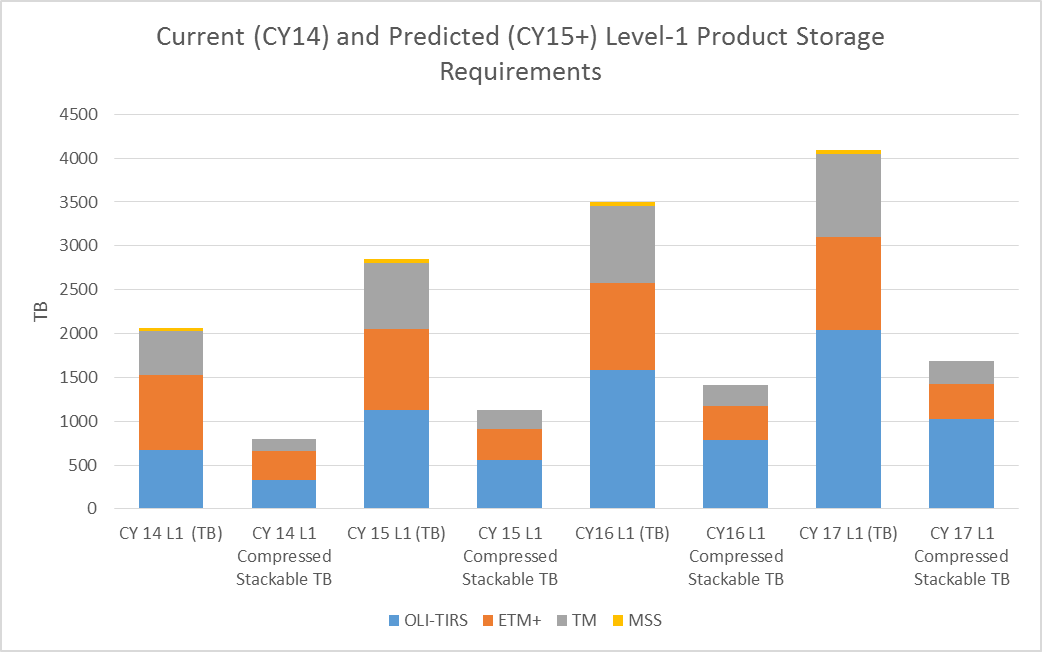 Current (CY14) and Predicted (CY15+) Level-1 Product Storage
Requirements
4500
4000
3500
3000
2500
2000
1500
1000
500
0
TB
CY 14 L1 (TB)
CY 14 L1
Compressed
Stackable TB
CY 15 L1 (TB)
CY 15 L1
Compressed
Stackable TB
CY16 L1 (TB)
CY16 L1
Compressed
Stackable TB
CY 17 L1 (TB)
CY 17 L1
Compressed
Stackable TB
OLI-TIRS ETM+ TM MSS